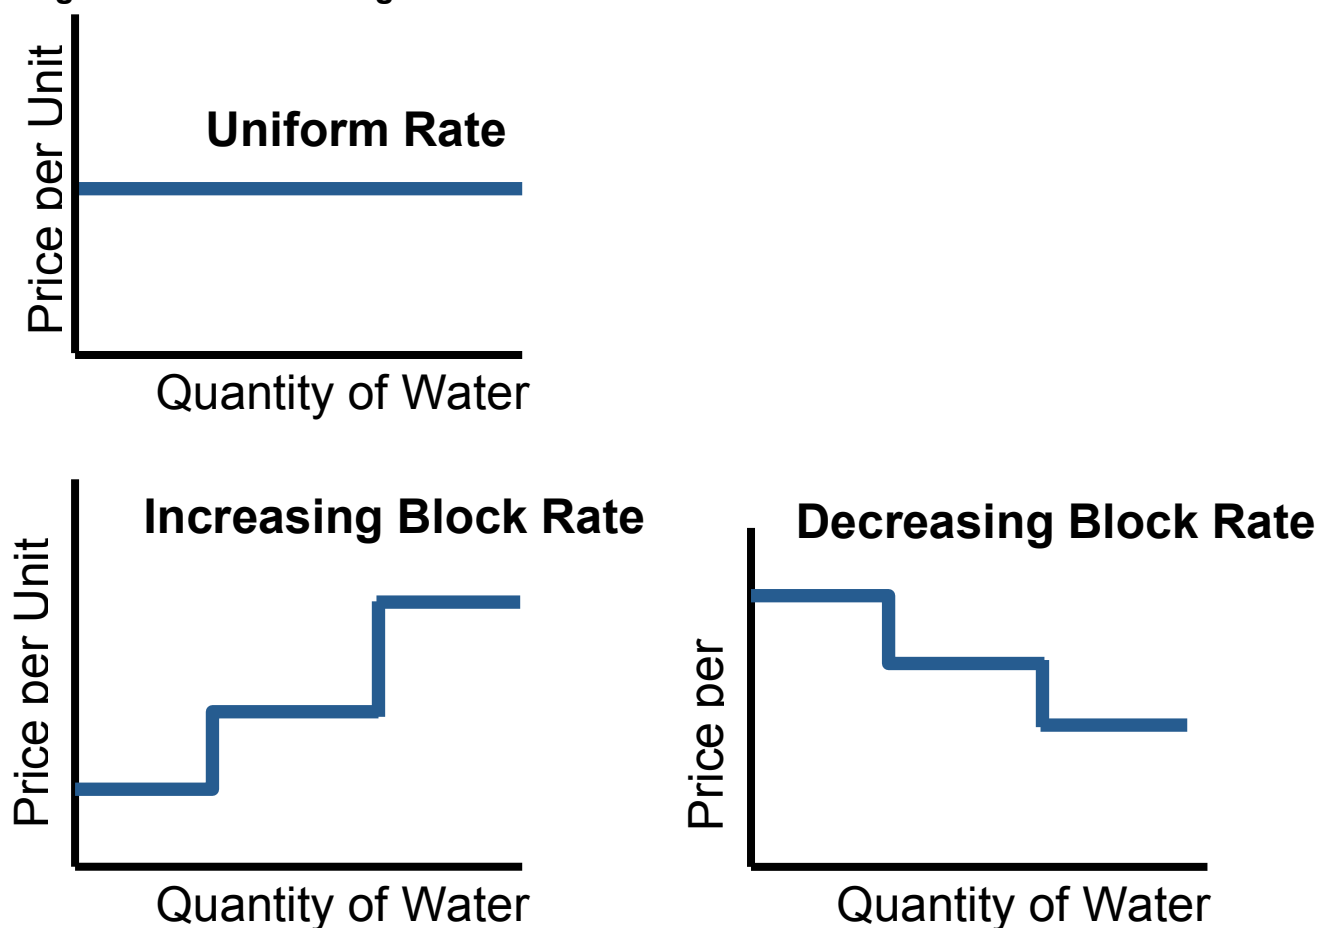 Price per Unit
Uniform Rate
Quantity of Water
Price per Unit
Increasing Block Rate
Quantity of Water
Price per
Decreasing Block Rate
Quantity of Water